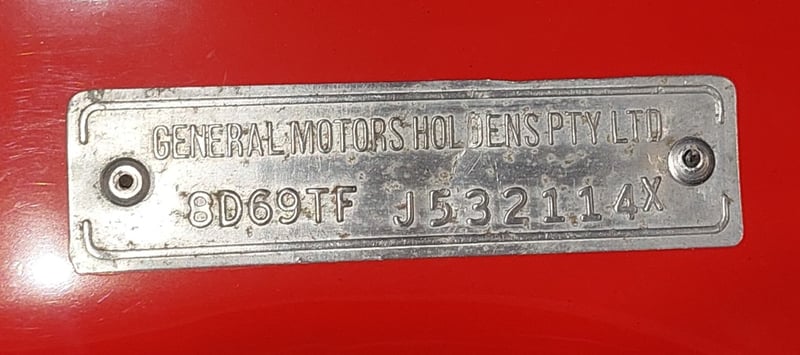 GENERAL MOTORS HOLDENS PTY LTD
8D69TF J532114X